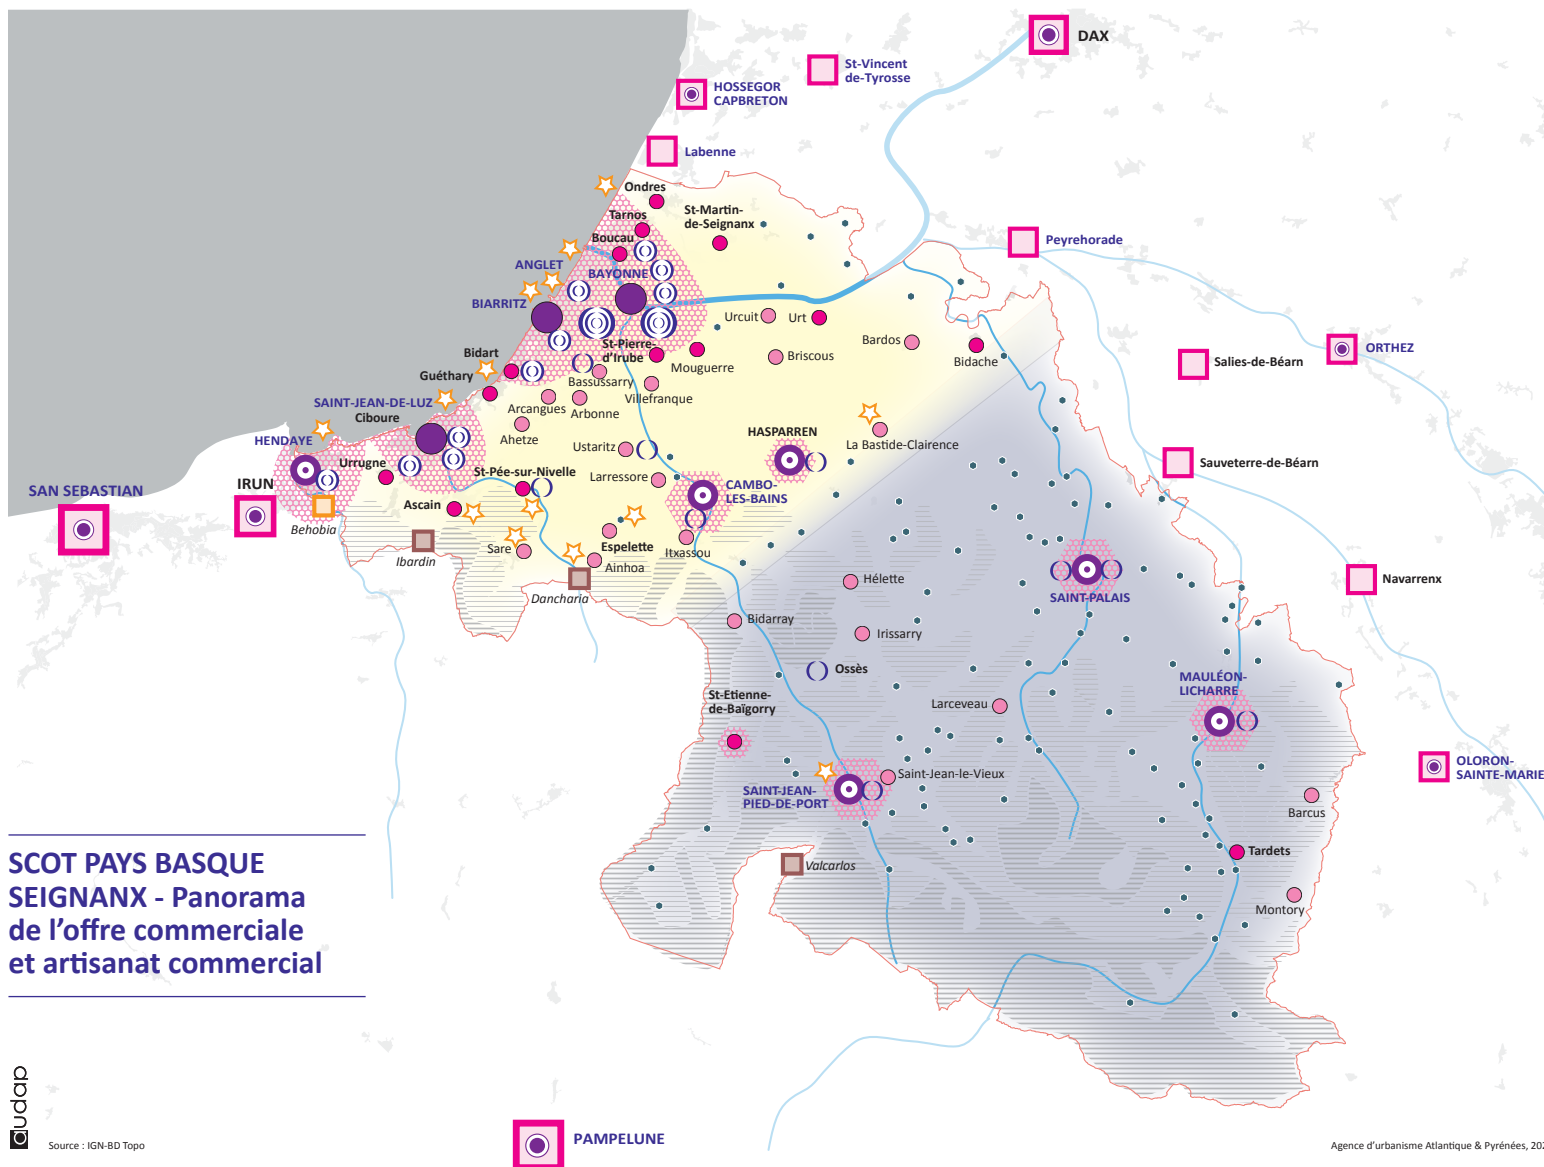 DAX
St-Vincent
de-Tyrosse
HOSSEGOR
CAPBRETON
Labenne
Ondres
Tarnos
St-Martin-
de-Seignanx
Boucau
Peyrehorade
ANGLET
BAYONNE
BIARRITZ
Urcuit
Urt
Bardos
Bidache
St-Pierre-
d'Irube
Mouguerre
Briscous
ORTHEZ
Salies-de-Béarn
Bidart
Guéthary
Bassussarry
Villefranque
SAINT-JEAN-DE-LUZ
Ciboure
Arcangues
Arbonne
Ahetze
HASPARREN
La Bastide-Clairence
HENDAYE
Urrugne
Ustaritz
St-Pée-sur-Nivelle
Larressore
CAMBO-
LES-BAINS
Sauveterre-de-Béarn
SAN SEBASTIAN
IRUN
Ascain
Behobia
Ibardin
Sare
Espelette
Ainhoa
Itxassou
Dancharia
Hélette
SAINT-PALAIS
Navarrenx
Bidarray
Irissarry
Ossès
MAULÉON-
LICHARRE
St-Etienne-
de-Baïgorry
Larceveau
OLORON-
SAINTE-MARIE
Saint-Jean-le-Vieux
SAINT-JEAN-
PIED-DE-PORT
Barcus
Tardets
Valcarlos
Montory
SCOT PAYS BASQUE
SEIGNANX - Panorama
de l'offre commerciale
et artisanat commercial
audap
Source : IGN-BD Topo
PAMPELUNE
Agence d'urbanisme Atlantique & Pyrénées, 202